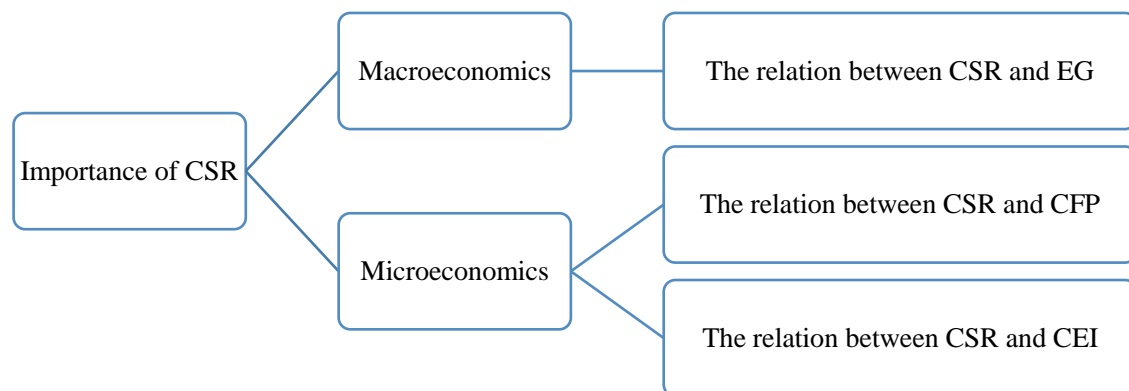 Importance of CSR
Macroeconomics
The relation between CSR and EG
Microeconomics
The relation between CSR and CFP
The relation between CSR and CEI